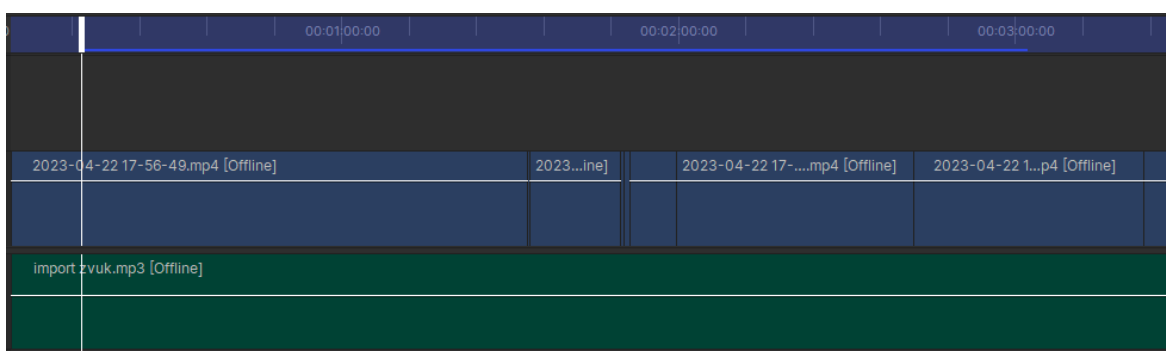 0 00:01:00:00 00:02:00:00 00:03:00:00
2023-04-22 17-56-49.mp4 [Offline] 2023...ine] 2023-04-22 17-....mp4 [Offline] 2023-04-22 1...p4 [Offline]
import zvuk.mp3 [Offline]